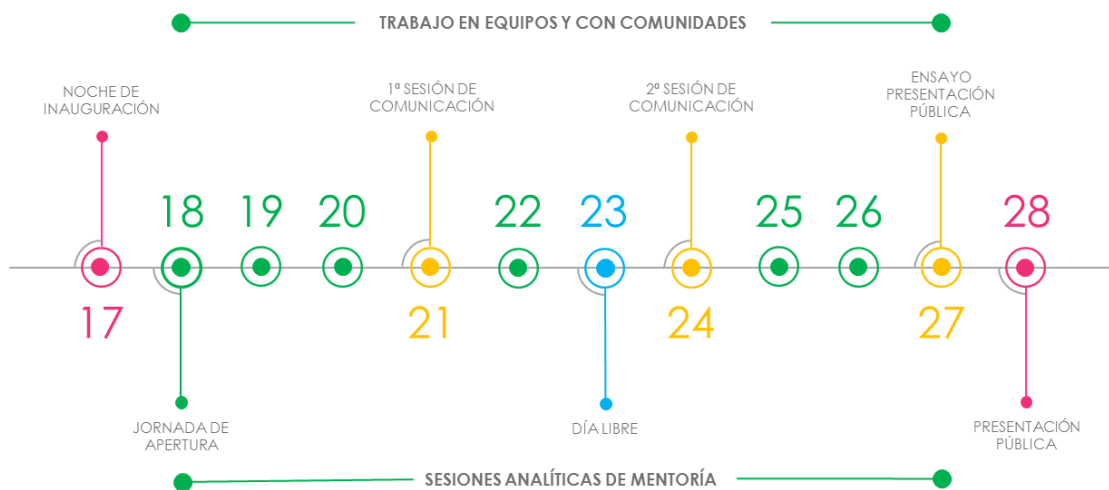 TRABAJO EN EQUIPOS Y CON COMUNIDADES
NOCHE DE
INAUGURACIÓN
1ª SESIÓN DE
COMUNICACIÓN
2ª SESIÓN DE
COMUNICACIÓN
ENSAYO
PRESENTACIÓN
PÚBLICA
18
19
20
22
23
25
26
28
17
21
24
27
JORNADA DE
APERTURA
DÍA LIBRE
PRESENTACIÓN
PÚBLICA
SESIONES ANALÍTICAS DE MENTORÍA